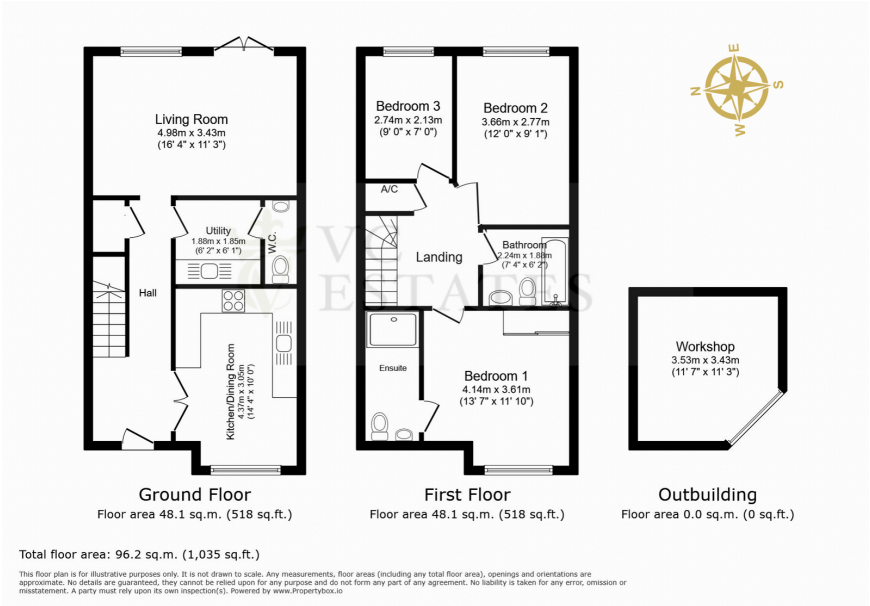 E
N
S
W
Living Room
4.98m x 3.43m
(16' 4" x 11' 3")
Utility
1.88m x 1.85m
(6' 2" x 6' 1")
W.C.
Hall
Kitchen/Dining Room
4.37m x 3.05m
(14' 4" x 10' 0")
Bedroom 3
2.74m x 2.13m
(9' 0" x 7' 0")
Bedroom 2
3.66m x 2.77m
(12' 0" x 9' 1")
A/C
Landing
Bathroom
2.24m x 1.88m
(7' 4" x 6' 2")
Ensuite
Bedroom 1
4.14m x 3.61m
(13' 7" x 11' 10")
Workshop
3.53m x 3.43m
(11' 7" x 11' 3")
VC
ESTATES
Ground Floor
Floor area 48.1 sq.m. (518 sq.ft.)
First Floor
Floor area 48.1 sq.m. (518 sq.ft.)
Outbuilding
Floor area 0.0 sq.m. (0 sq.ft.)
Total floor area: 96.2 sq.m. (1,035 sq.ft.)
This floor plan is for illustrative purposes only. It is not drawn to scale. Any measurements, floor areas (including any total floor area), openings and orientations are
approximate. No details are guaranteed, they cannot be relied upon for any purpose and do not form any part of any agreement. No liability is taken for any error, omission or
misstatement. A party must rely upon its own inspection(s). Powered by www.Propertybox.io